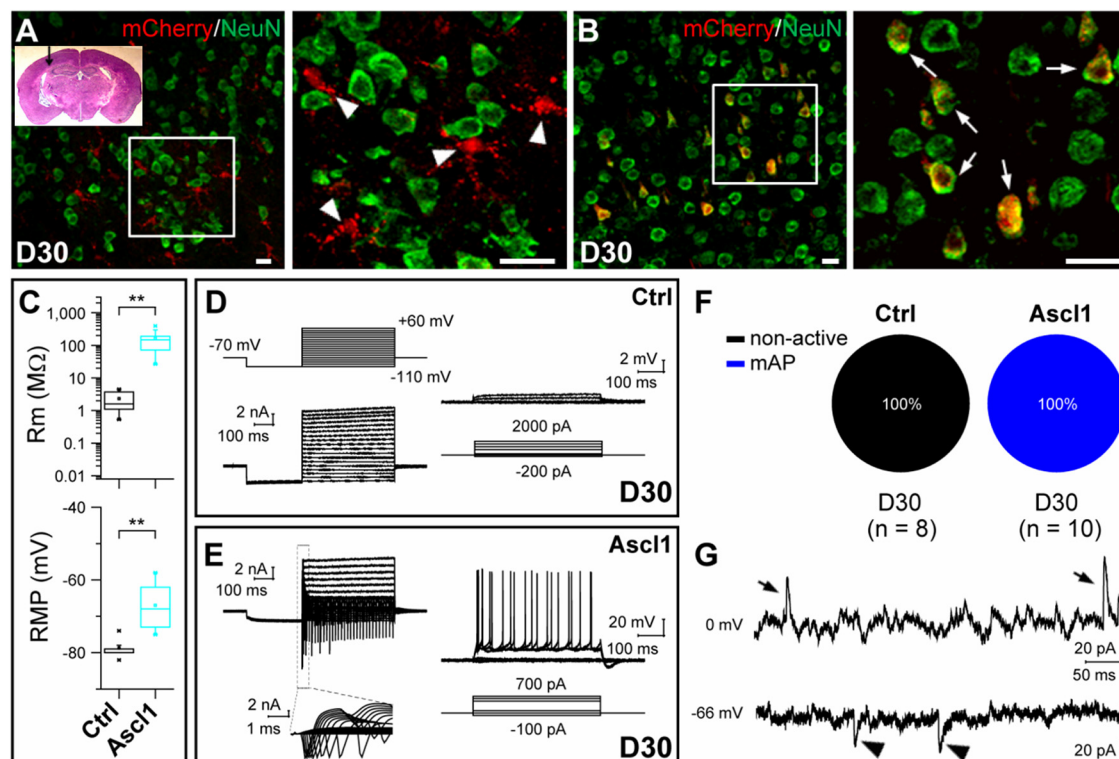 A
mCherry/NeuN
D30
B
mCherry/NeuN
D30
C
**
1,000
100
10
1
0.1
0.01
Rm (MΩ)
**
-40
-60
-80
RMP (mV)
Ctrl
Ascl1
D
Ctrl
-70 mV
+60 mV
-110 mV
2 nA
100 ms
2 mV
100 ms
2000 pA
-200 pA
D30
E
Ascl1
2 nA
100 ms
2 nA
1 ms
20 mV
100 ms
700 pA
-100 pA
D30
F
Ctrl
Ascl1
non-active
mAP
100%
100%
D30
(n = 8)
D30
(n = 10)
G
0 mV
20 pA
50 ms
-66 mV
20 pA